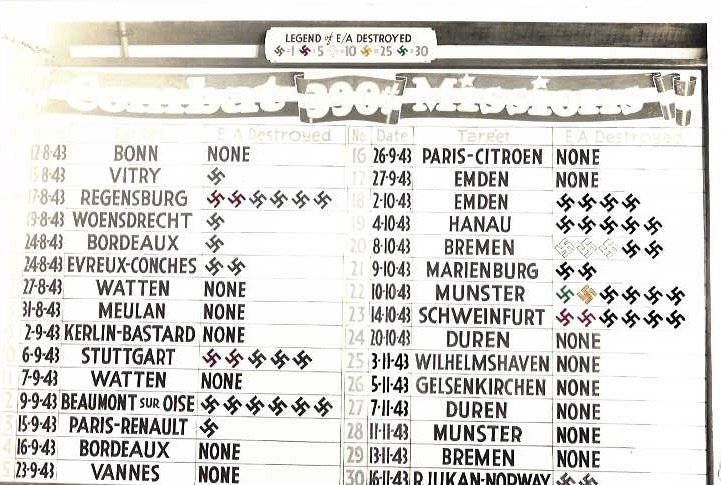 LEGEND of E/A DESTROYED
=1 =5 =10 =25 =30
Combat 390th Missions
Target E A Destroyed
12-8-43 BONN NONE
15-8-43 VITRY
17-8-43 REGENSBURG
19-8-43 WOENSDRECHT
24-8-43 BORDEAUX
24-8-43 EVREUX-CONCHES
27-8-43 WATTEN NONE
31-8-43 MEULAN NONE
2-9-43 KERLIN-BASTARD NONE
6-9-43 STUTTGART
7-9-43 WATTEN NONE
9-9-43 BEAUMONT SUR OISE
15-9-43 PARIS-RENAULT
16-9-43 BORDEAUX NONE
23-9-43 VANNES NONE
No. Date Target E A Destroyed
16 26-9-43 PARIS-CITROEN NONE
17 27-9-43 EMDEN NONE
18 2-10-43 EMDEN
19 4-10-43 HANAU
20 8-10-43 BREMEN
21 9-10-43 MARIENBURG
22 10-10-43 MUNSTER
23 14-10-43 SCHWEINFURT
24 20-10-43 DUREN NONE
25 3-11-43 WILHELMSHAVEN NONE
26 5-11-43 GELSENKIRCHEN NONE
27 7-11-43 DUREN NONE
28 11-11-43 MUNSTER NONE
29 13-11-43 BREMEN NONE
30 16-11-43 RJUKAN-NORWAY